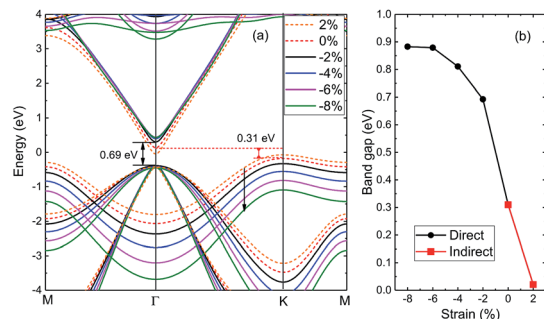 (a)
2%
0%
-2%
-4%
-6%
-8%
0.69 eV
0.31 eV
Energy (eV)
4
3
2
1
0
-1
-2
-3
-4
M
Γ
K
M
(b)
Band gap (eV)
1.0
0.9
0.8
0.7
0.6
0.5
0.4
0.3
0.2
0.1
0.0
Direct
Indirect
-8
-6
-4
-2
0
2
Strain (%)